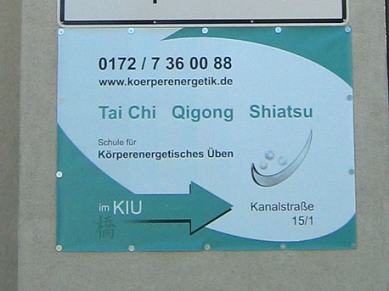 0172 / 7 36 00 88
www.koerperenergetik.de
Tai Chi Qigong Shiatsu
Schule für
Körperenergetisches Üben
im KIU
橋
Kanalstraße
15/1